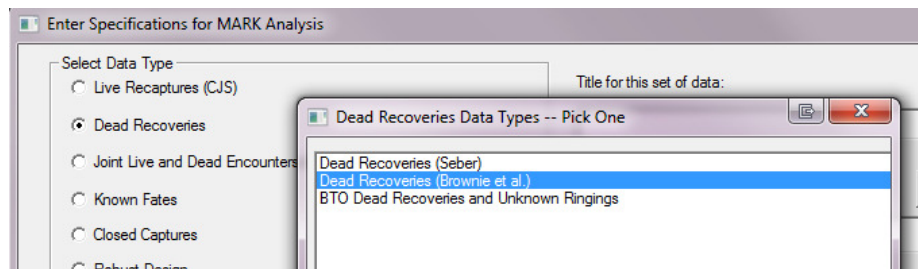 Enter Specifications for MARK Analysis
Select Data Type
Live Recaptures (CJS)
Title for this set of data:
Dead Recoveries
Dead Recoveries Data Types -- Pick One
Joint Live and Dead Encounters
Dead Recoveries (Seber)
Dead Recoveries (Brownie et al.)
Known Fates
BTO Dead Recoveries and Unknown Ringings
Closed Captures
Robust Design